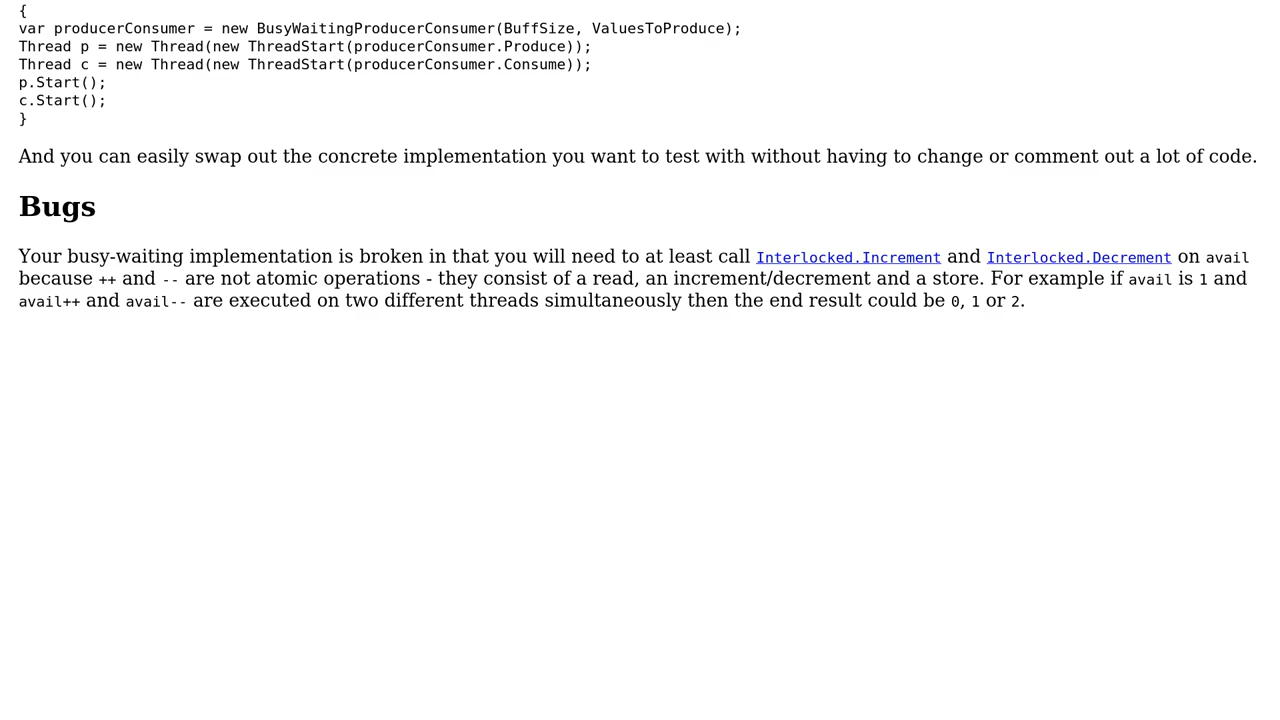 {
var producerConsumer = new BusyWaitingProducerConsumer(BuffSize, ValuesToProduce);
Thread p = new Thread(new ThreadStart(producerConsumer.Produce));
Thread c = new Thread(new ThreadStart(producerConsumer.Consume));
p.Start();
c.Start();
}
And you can easily swap out the concrete implementation you want to test with without having to change or comment out a lot of code.
Bugs
Your busy-waiting implementation is broken in that you will need to at least call Interlocked.Increment and Interlocked.Decrement on avail
because ++ and -- are not atomic operations - they consist of a read, an increment/decrement and a store. For example if avail is 1 and
avail++ and avail-- are executed on two different threads simultaneously then the end result could be 0, 1 or 2.